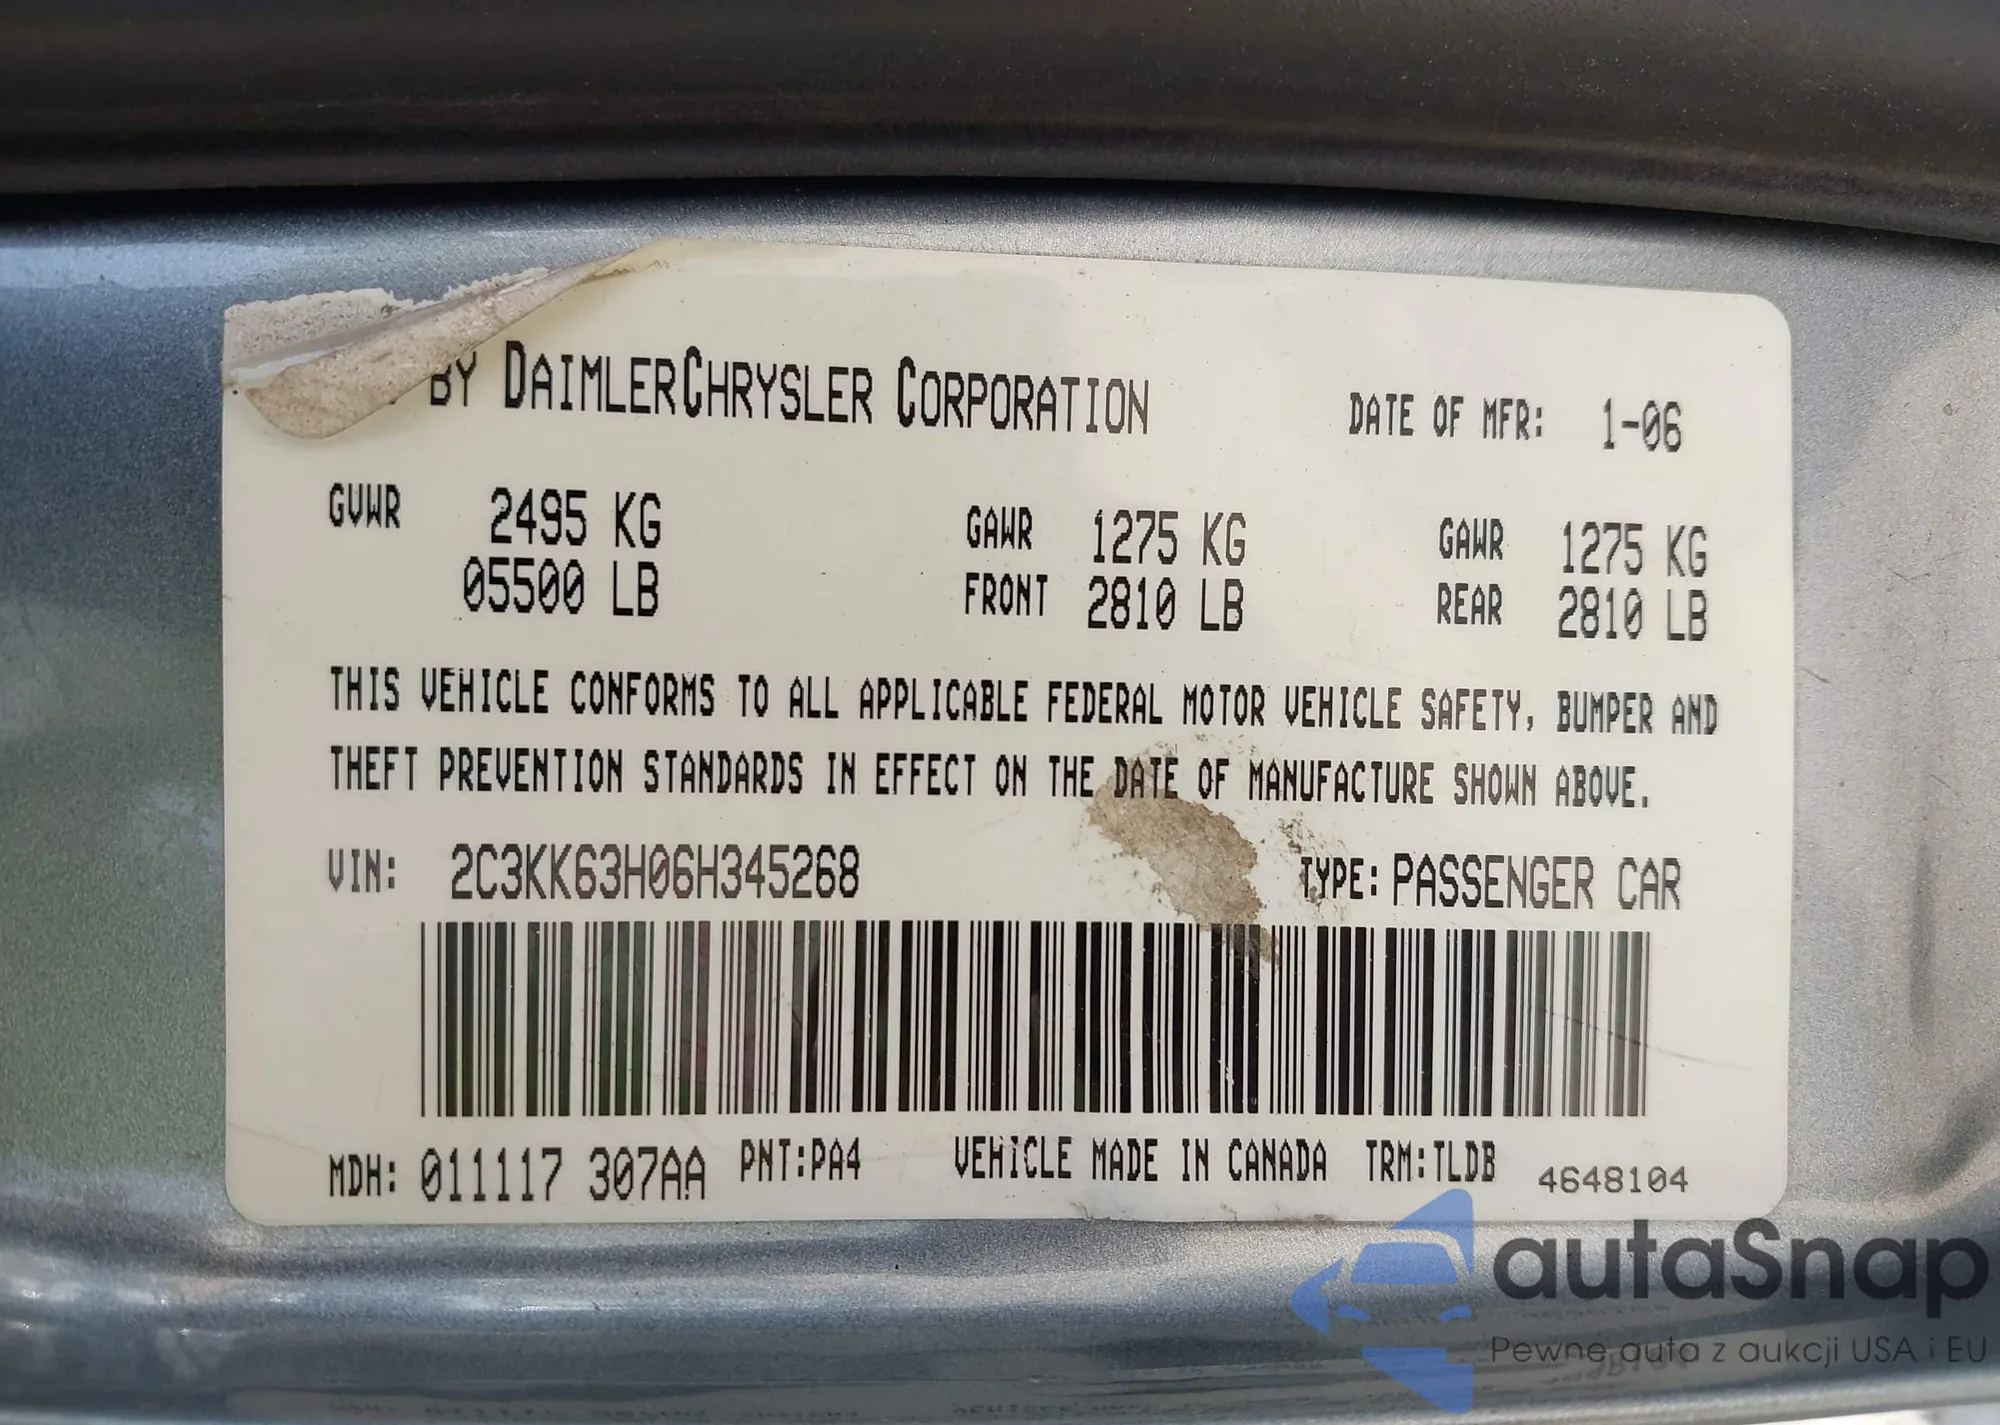 BY DAIMLERCHRYSLER CORPORATION DATE OF MFR: 1-06
GVWR 2495 KG GAWR 1275 KG GAWR 1275 KG
05500 LB FRONT 2810 LB REAR 2810 LB
THIS VEHICLE CONFORMS TO ALL APPLICABLE FEDERAL MOTOR VEHICLE SAFETY, BUMPER AND
THEFT PREVENTION STANDARDS IN EFFECT ON THE DATE OF MANUFACTURE SHOWN ABOVE.
VIN: 2C3KK63H06H345268 TYPE: PASSENGER CAR
MDH: 011117 307AA PNT:PA4 VEHICLE MADE IN CANADA TRM:TLDB 4648104
autaSnap
Pewne auta z aukcji USA i EU